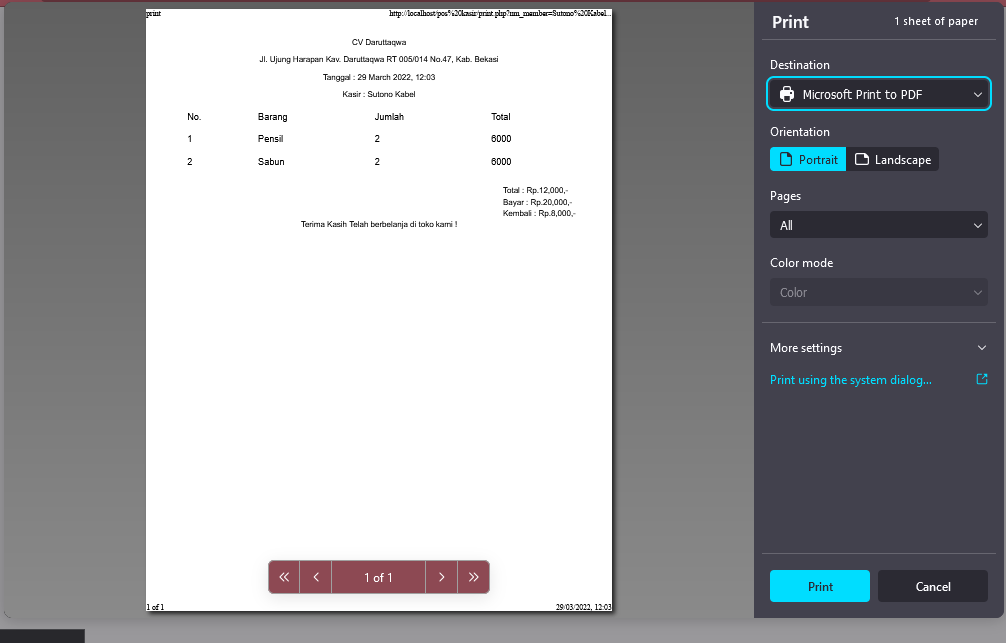 print http://localhost/pos%20kasir/print.php?nm_member=Sutono%20Kabel...
CV Daruttaqwa
Jl. Ujung Harapan Kav. Daruttaqwa RT 005/014 No.47, Kab. Bekasi
Tanggal : 29 March 2022, 12:03
Kasir : Sutono Kabel
No. Barang Jumlah Total
1 Pensil 2 6000
2 Sabun 2 6000
Total : Rp.12,000,-
Bayar : Rp.20,000,-
Kembali : Rp.8,000,-
Terima Kasih Telah berbelanja di toko kami !
1 of 1
1 of 1 29/03/2022, 12:03
Print 1 sheet of paper
Destination
Microsoft Print to PDF
Orientation
Portrait Landscape
Pages
All
Color mode
Color
More settings
Print using the system dialog...
Print Cancel